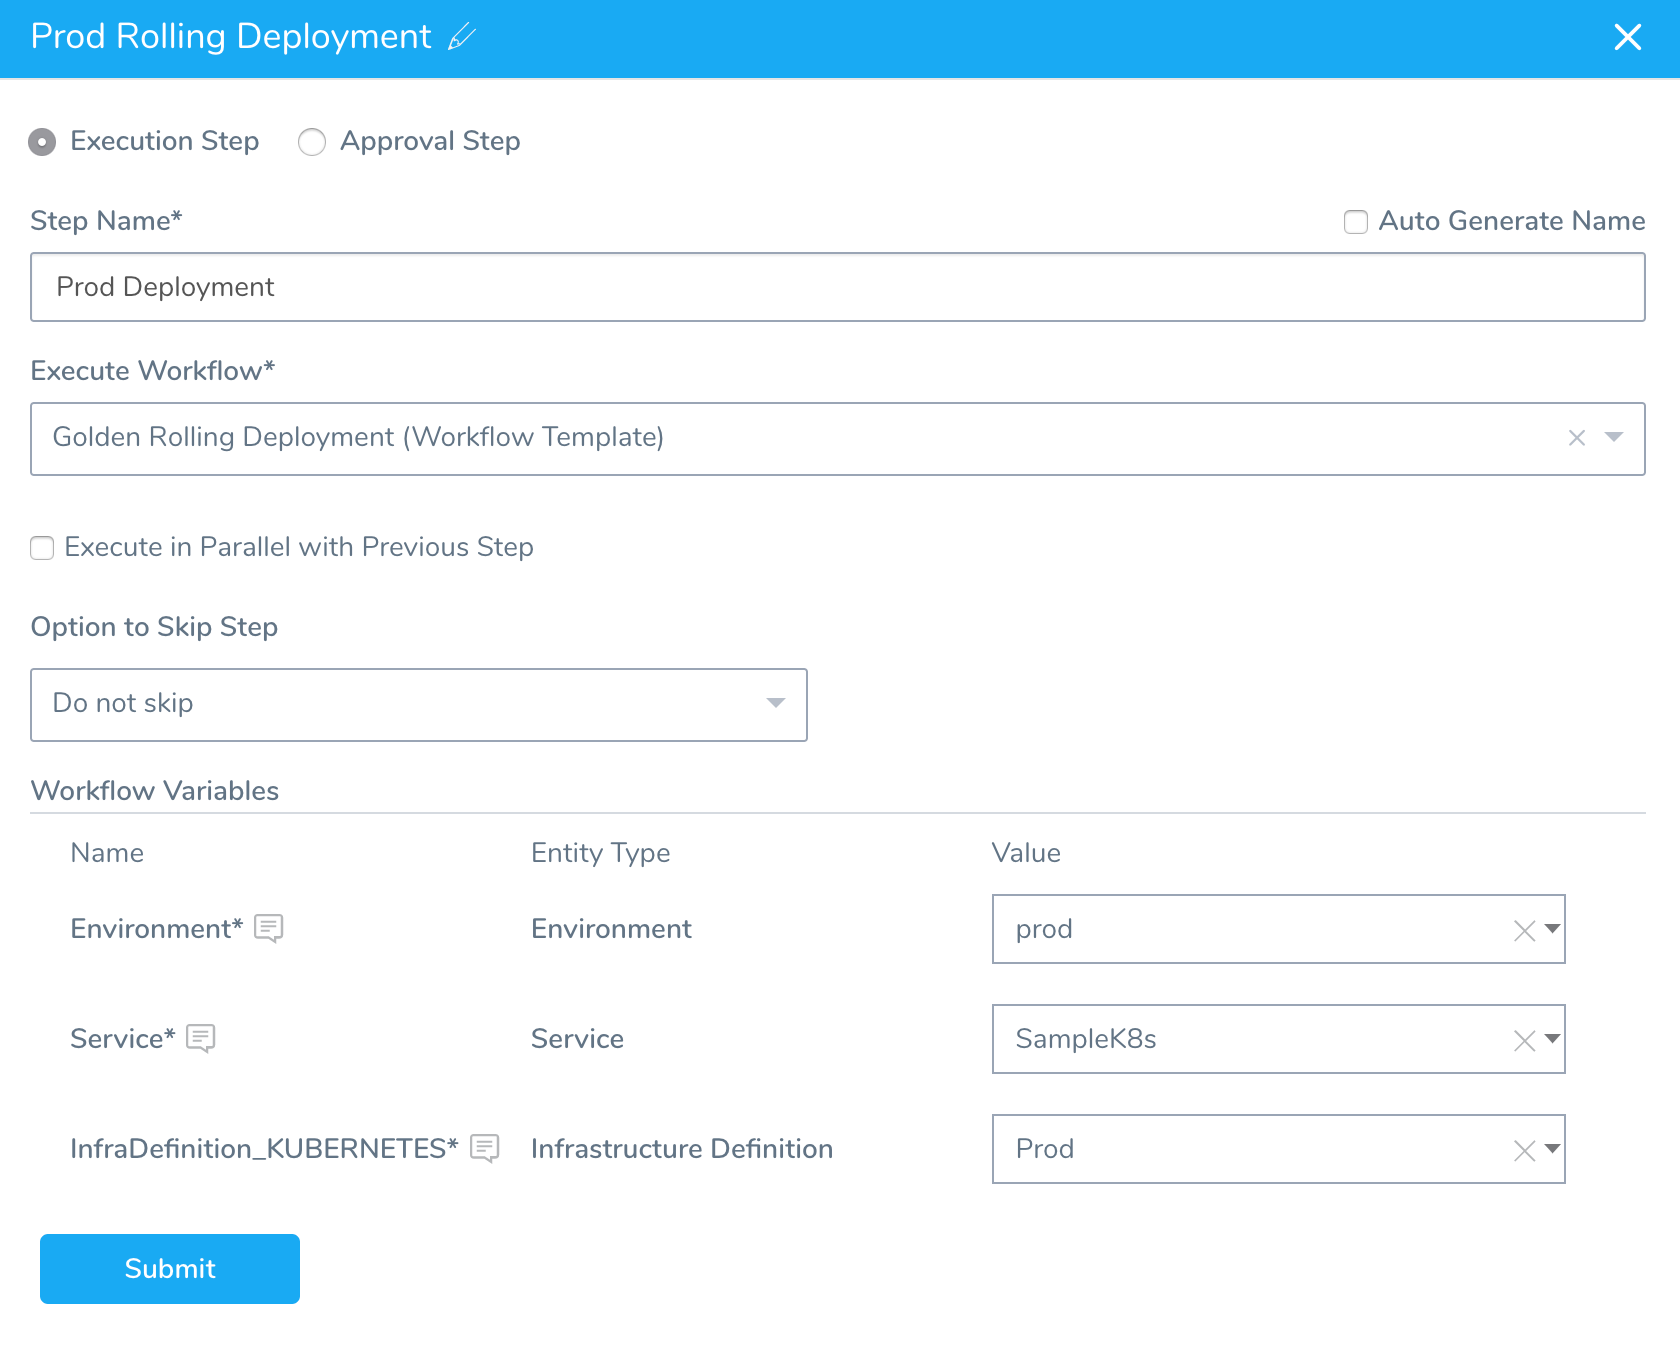 Prod Rolling Deployment
Execution Step Approval Step
Step Name* Auto Generate Name
Prod Deployment
Execute Workflow*
Golden Rolling Deployment (Workflow Template)
Execute in Parallel with Previous Step
Option to Skip Step
Do not skip
Workflow Variables
Name Entity Type Value
Environment* Environment prod
Service* Service SampleK8s
InfraDefinition_KUBERNETES* Infrastructure Definition Prod
Submit